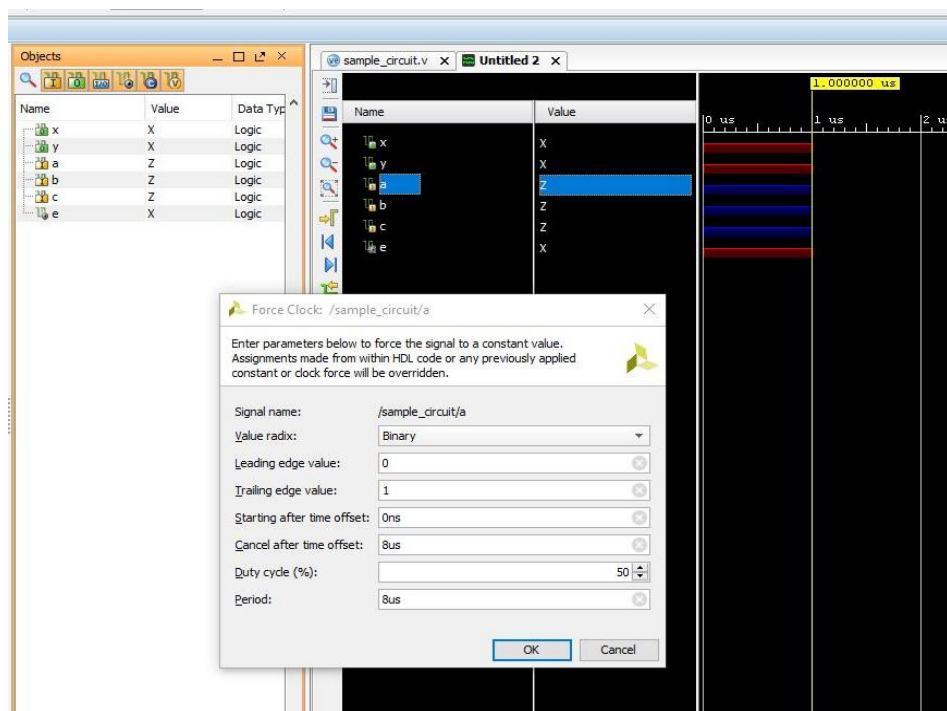 Objects
Name Value Data Typ
x X Logic
y X Logic
a Z Logic
b Z Logic
c Z Logic
e X Logic
sample_circuit.v Untitled 2
Name Value
x X
y X
a Z
b Z
c Z
e X
1.000000 us
0 us 1 us 2 u
Force Clock: /sample_circuit/a
Enter parameters below to force the signal to a constant value.
Assignments made from within HDL code or any previously applied
constant or clock force will be overridden.
Signal name: /sample_circuit/a
Value radix: Binary
Leading edge value: 0
Trailing edge value: 1
Starting after time offset: 0ns
Cancel after time offset: 8us
Duty cycle (%): 50
Period: 8us
OK Cancel